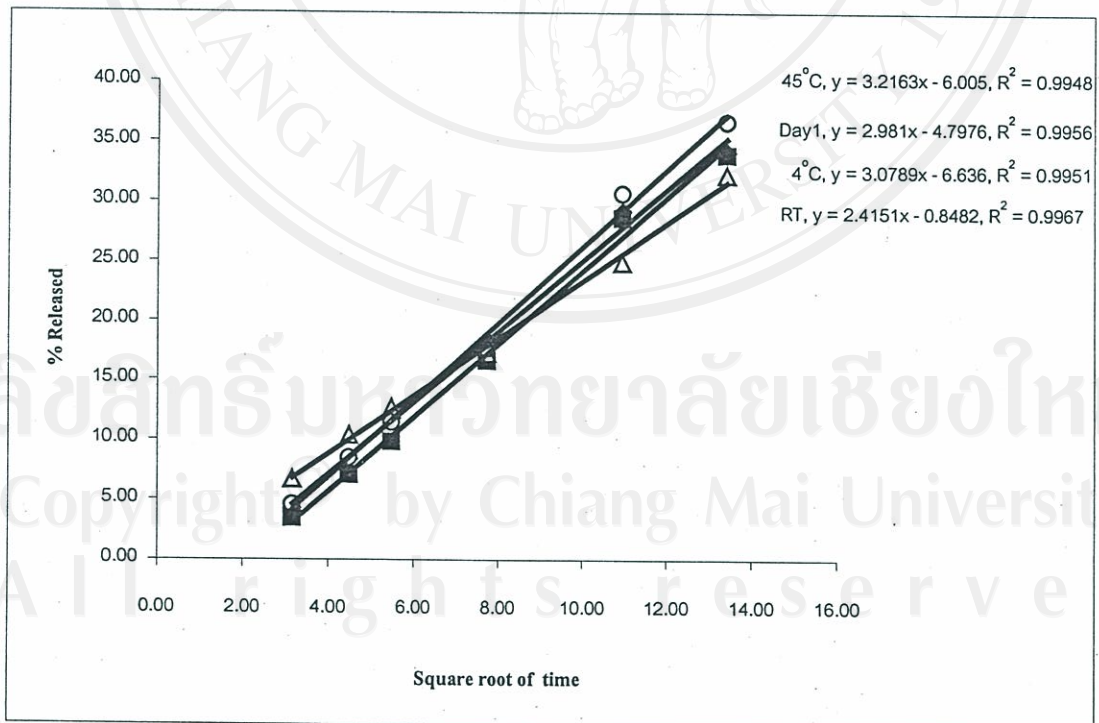 ANG MAI UNIVERSITY
40.00
35.00
30.00
25.00
20.00
15.00
10.00
5.00
0.00
% Released
45°C, y = 3.2163x - 6.005, R² = 0.9948
Day1, y = 2.981x - 4.7976, R² = 0.9956
4°C, y = 3.0789x - 6.636, R² = 0.9951
RT, y = 2.4151x - 0.8482, R² = 0.9967
0.00 2.00 4.00 6.00 8.00 10.00 12.00 14.00 16.00
Square root of time
ลิขสิทธิ์มหาวิทยาลัยเชียงให
Copyright by Chiang Mai Universit
All rights reserve